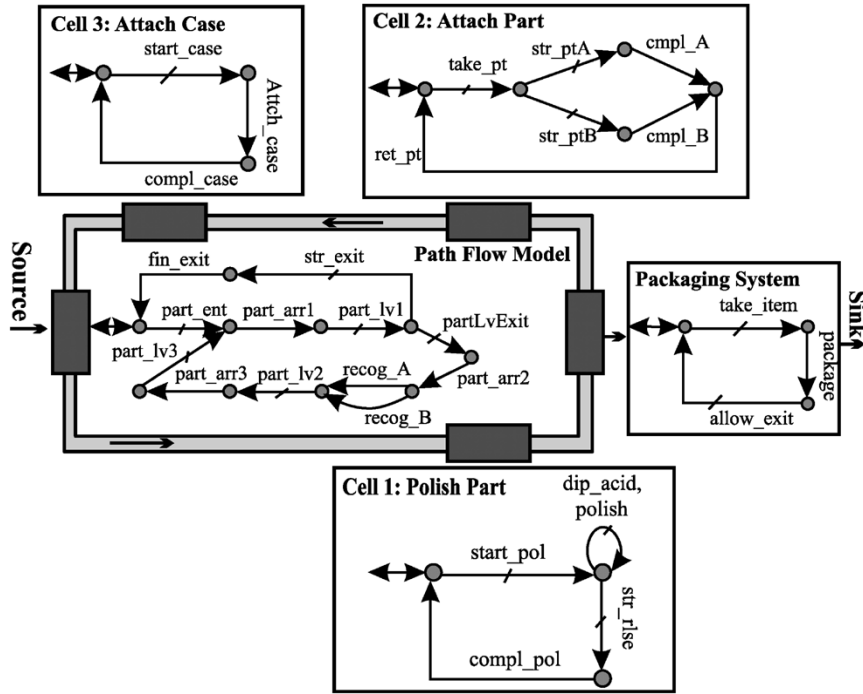 Cell 3: Attach Case
start_case
Attch_case
compl_case
Cell 2: Attach Part
take_pt
str_ptA
cmpl_A
str_ptB
cmpl_B
ret_pt
Source
Path Flow Model
fin_exit
str_exit
part_ent
part_arr1
part_lv1
partLvExit
part_lv3
part_arr3
part_lv2
recog_A
recog_B
part_arr2
Packaging System
take_item
package
allow_exit
Sink
Cell 1: Polish Part
dip_acid,
polish
start_pol
str_rlse
compl_pol